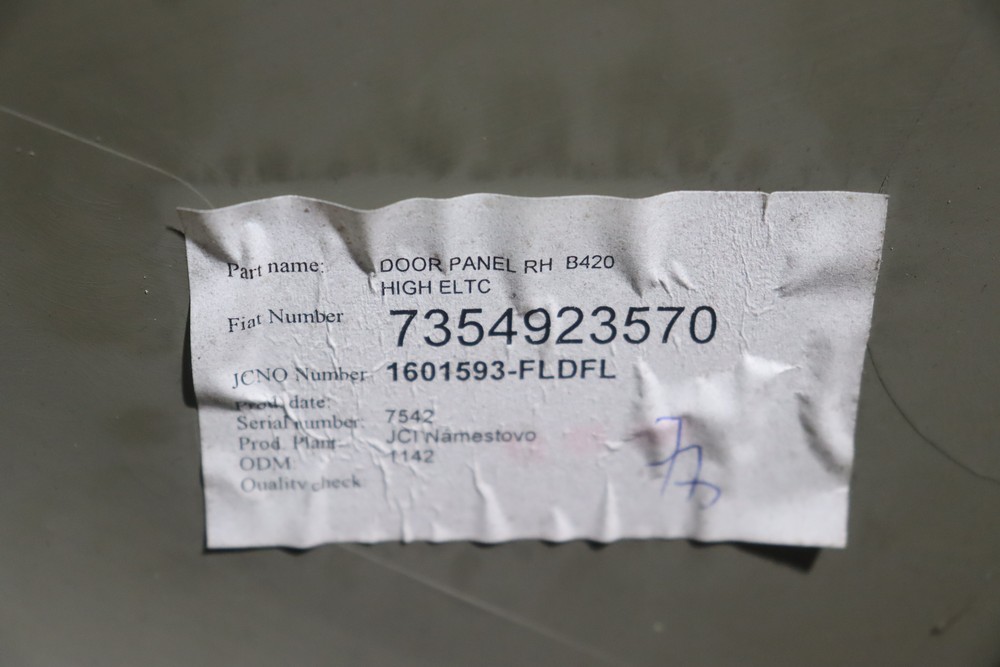 Part name: DOOR PANEL RH B420
HIGH ELTC
Fiat Number 7354923570
JCNO Number 1601593-FLDFL
Prod. date:
Serial number: 7542
Prod. Plant JCI Námestovo
ODM 1142
Quality check